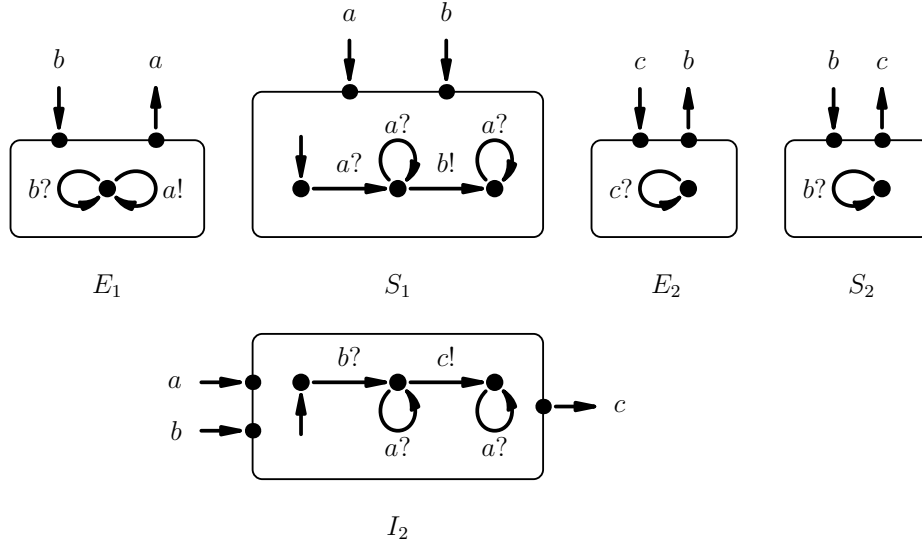 a b
b a c b b c
a? a?
b? a! a? b! c? b?
E₁ S₁ E₂ S₂
b? c!
a
c
b
a? a?
I₂